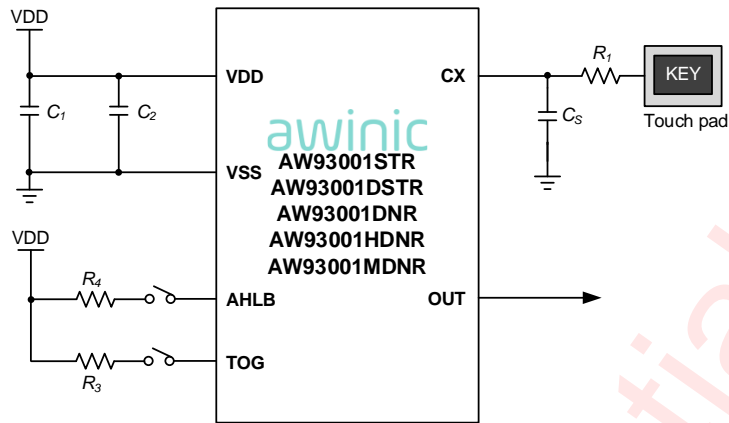 VDD
VDD
CX
R1
KEY
C1
C2
CS
Touch pad
awinic
VSS
AW93001STR
AW93001DSTR
AW93001DNR
AW93001HDNR
AW93001MDNR
VDD
R4
AHLB
OUT
R3
TOG